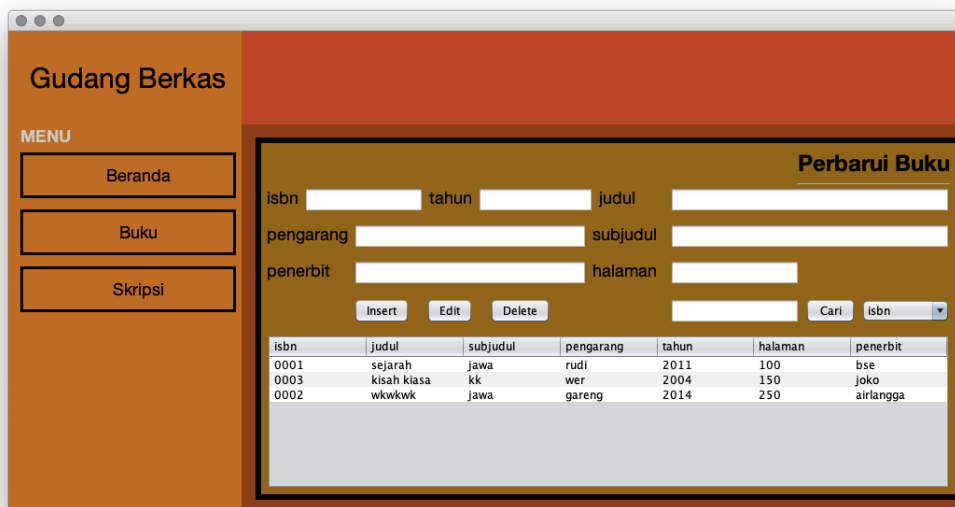 Gudang Berkas
MENU
Beranda
Buku
Skripsi
Perbarui Buku
isbn tahun judul
pengarang subjudul
penerbit halaman
Insert Edit Delete Cari isbn
isbn judul subjudul pengarang tahun halaman penerbit
0001 sejarah jawa rudi 2011 100 bse
0003 kisah kiasa kk wer 2004 150 joko
0002 wkwkwk jawa gareng 2014 250 airlangga